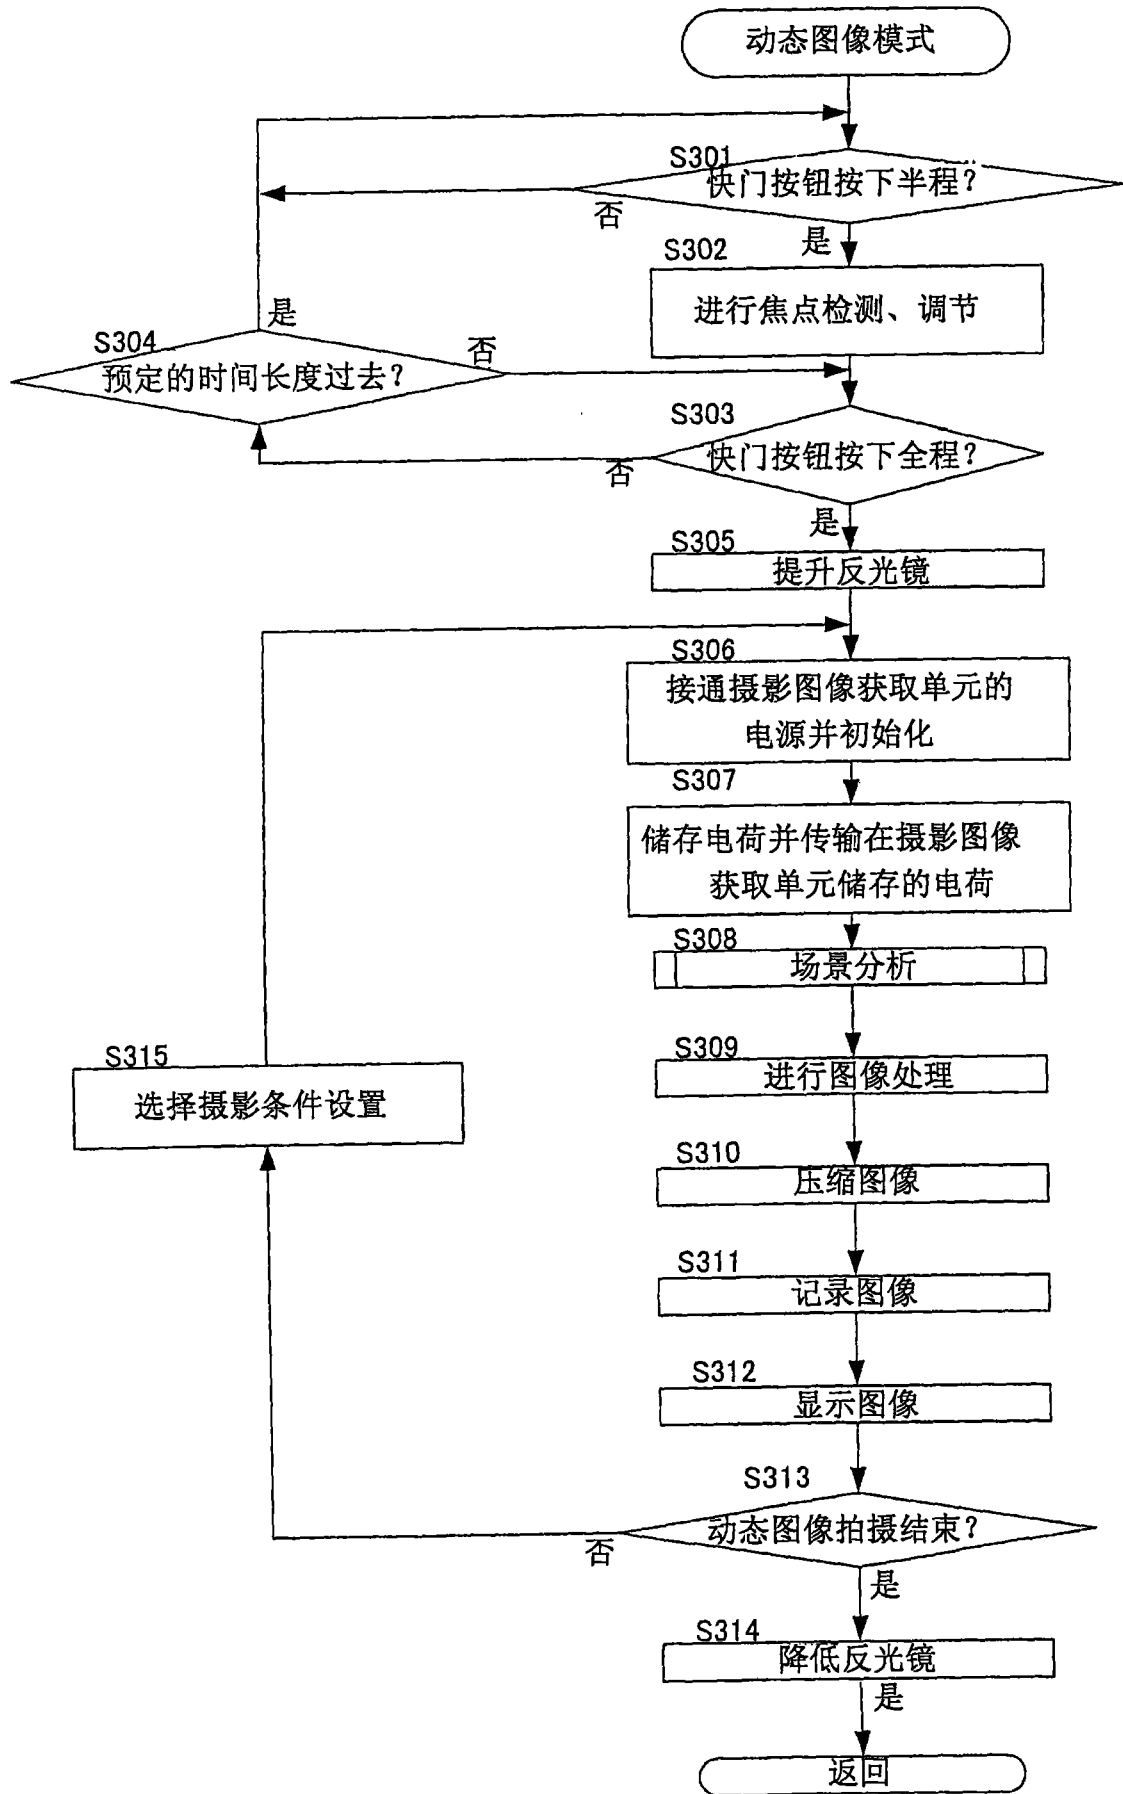 动态图像模式
S301
快门按钮按下半程?
否
是
S302
进行焦点检测、调节
是
S304
预定的时间长度过去?
否
S303
快门按钮按下全程?
否
是
S305
提升反光镜
S306
接通摄影图像获取单元的
电源并初始化
S307
储存电荷并传输在摄影图像
获取单元储存的电荷
S308
场景分析
S309
进行图像处理
S315
选择摄影条件设置
S310
压缩图像
S311
记录图像
S312
显示图像
S313
动态图像拍摄结束?
否
是
S314
降低反光镜
是
返回